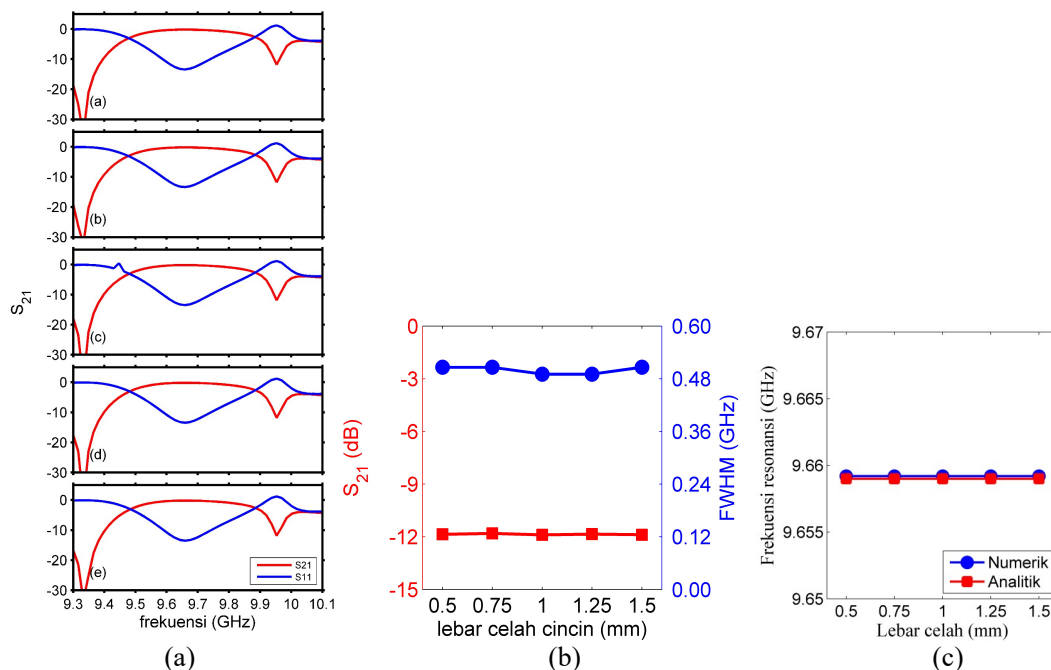 0
-10
-20
-30
(a)
0
-10
-20
-30
(b)
0
-10
-20
-30
(c)
0
-10
-20
-30
(d)
0
-10
-20
-30
(e)
S21
S11
S21
9.3 9.4 9.5 9.6 9.7 9.8 9.9 10 10.1
frekuensi (GHz)
(a)
0
-3
-6
-9
-12
-15
S21 (dB)
0.60
0.48
0.36
0.24
0.12
0.00
FWHM (GHz)
0.5 0.75 1 1.25 1.5
lebar celah cincin (mm)
(b)
9.67
9.665
9.66
9.655
9.65
Frekuensi resonansi (GHz)
Numerik
Analitik
0.5 0.75 1 1.25 1.5
Lebar celah (mm)
(c)